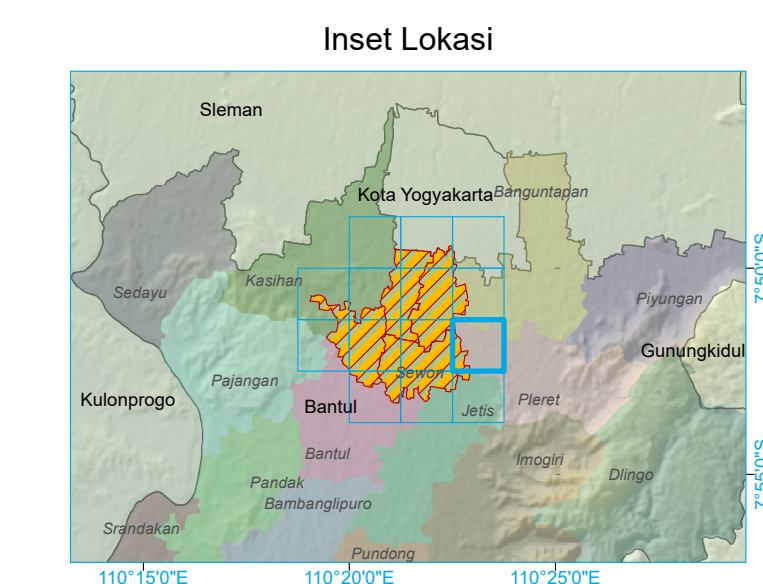 Inset Lokasi
Sleman
Kota Yogyakarta
Banguntapan
Kasihan
Sedayu
Piyungan
Gunungkidul
Sewon
Pajangan
Kulonprogo
Bantul
Jetis
Pleret
Bantul
Imogiri
Dlingo
Pandak
Bambanglipuro
Srandakan
Pundong
7°50'0"S
7°55'0"S
110°15'0"E
110°20'0"E
110°25'0"E